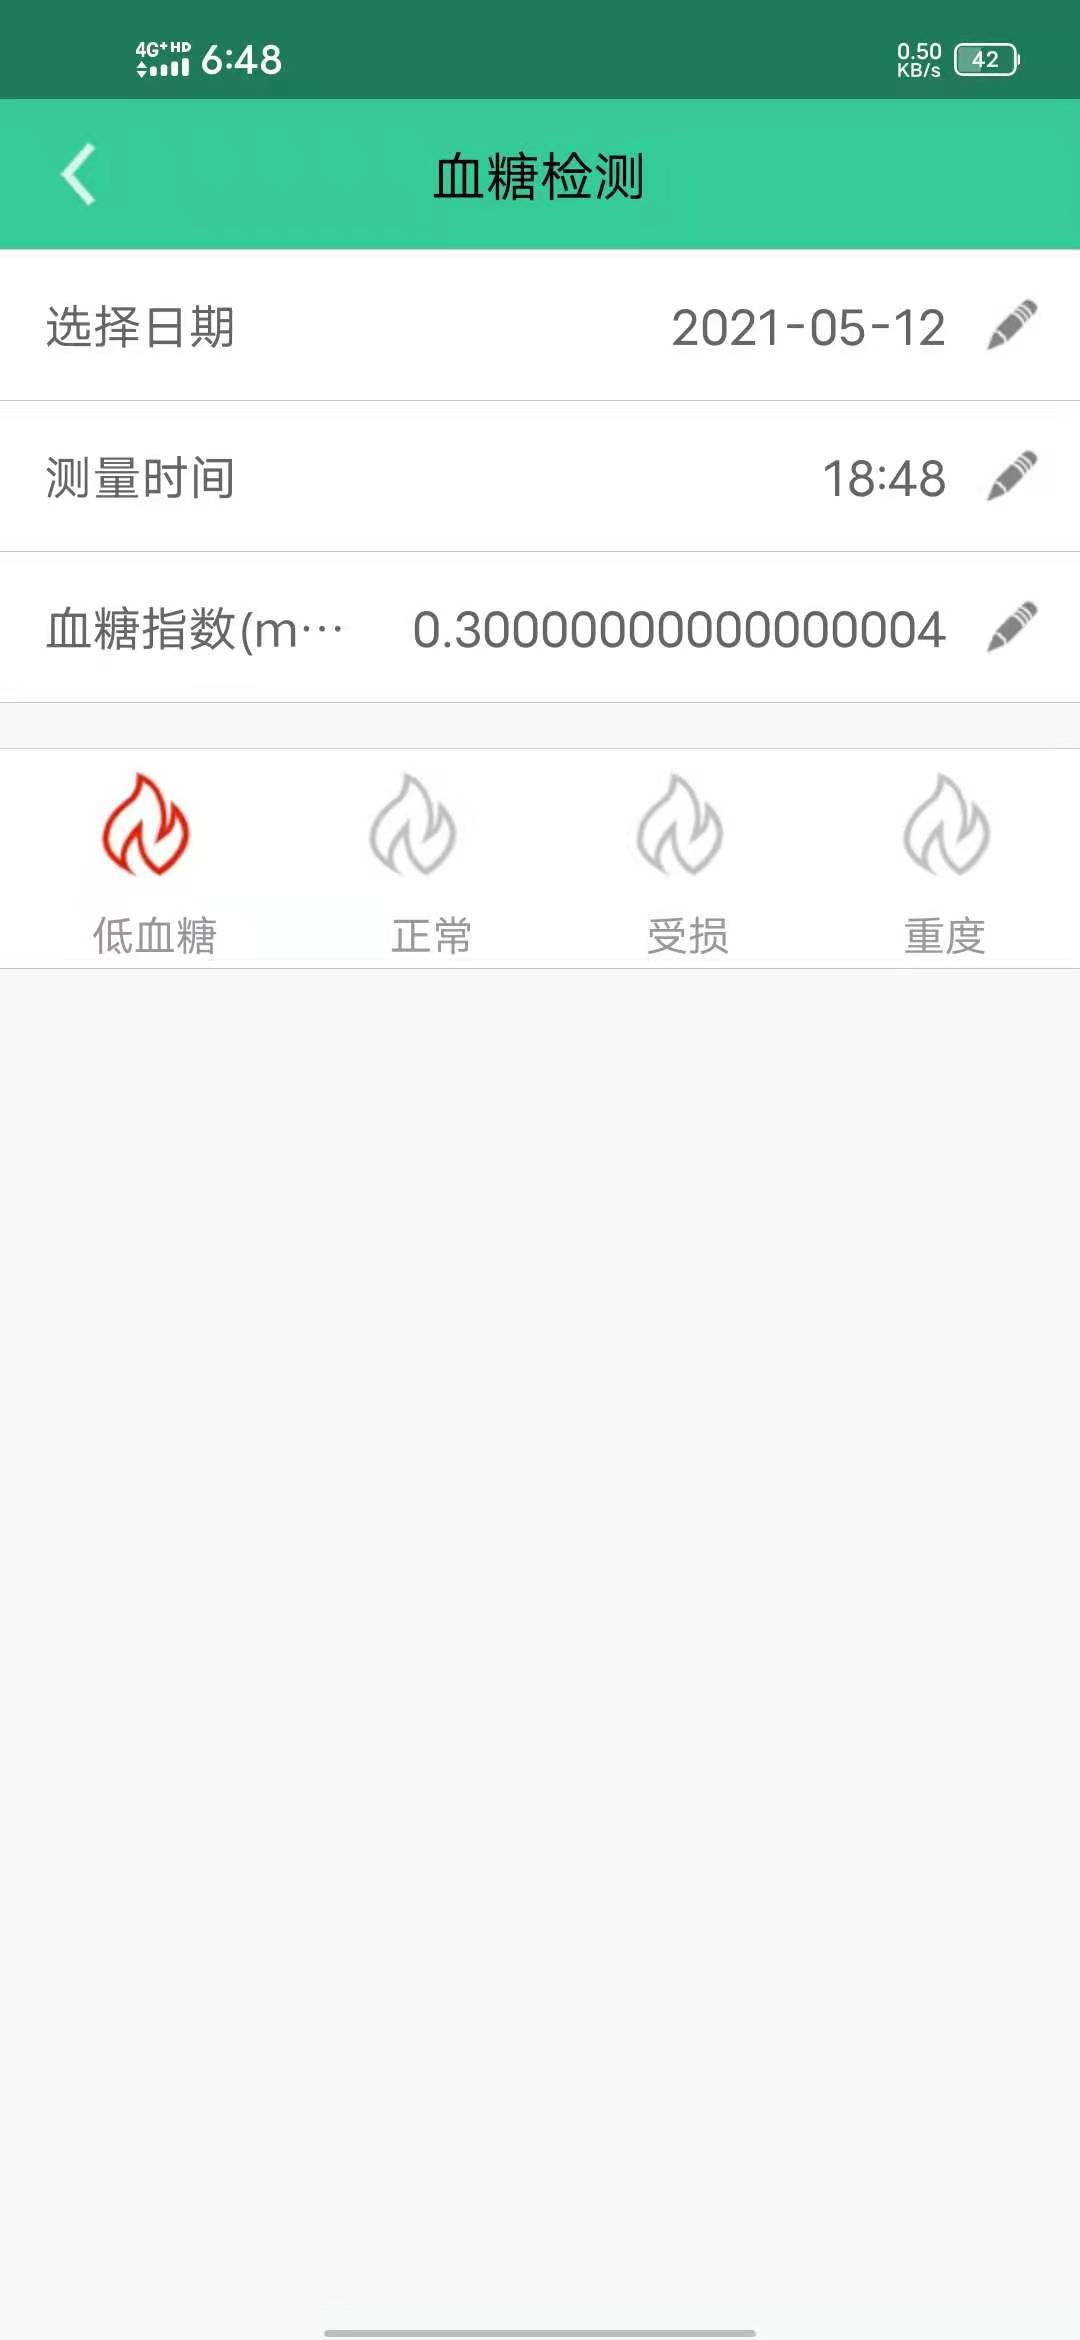 4G+ HD 6:48 0.50 KB/s 42
血糖检测
选择日期 2021-05-12
测量时间 18:48
血糖指数(m… 0.30000000000000004
低血糖 正常 受损 重度